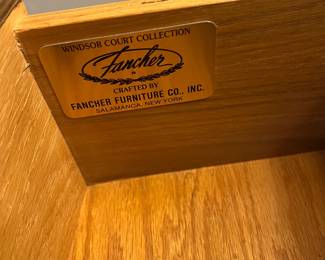 WINDSOR COURT COLLECTION
Fancher
CRAFTED BY
FANCHER FURNITURE CO., INC.
SALAMANCA, NEW YORK